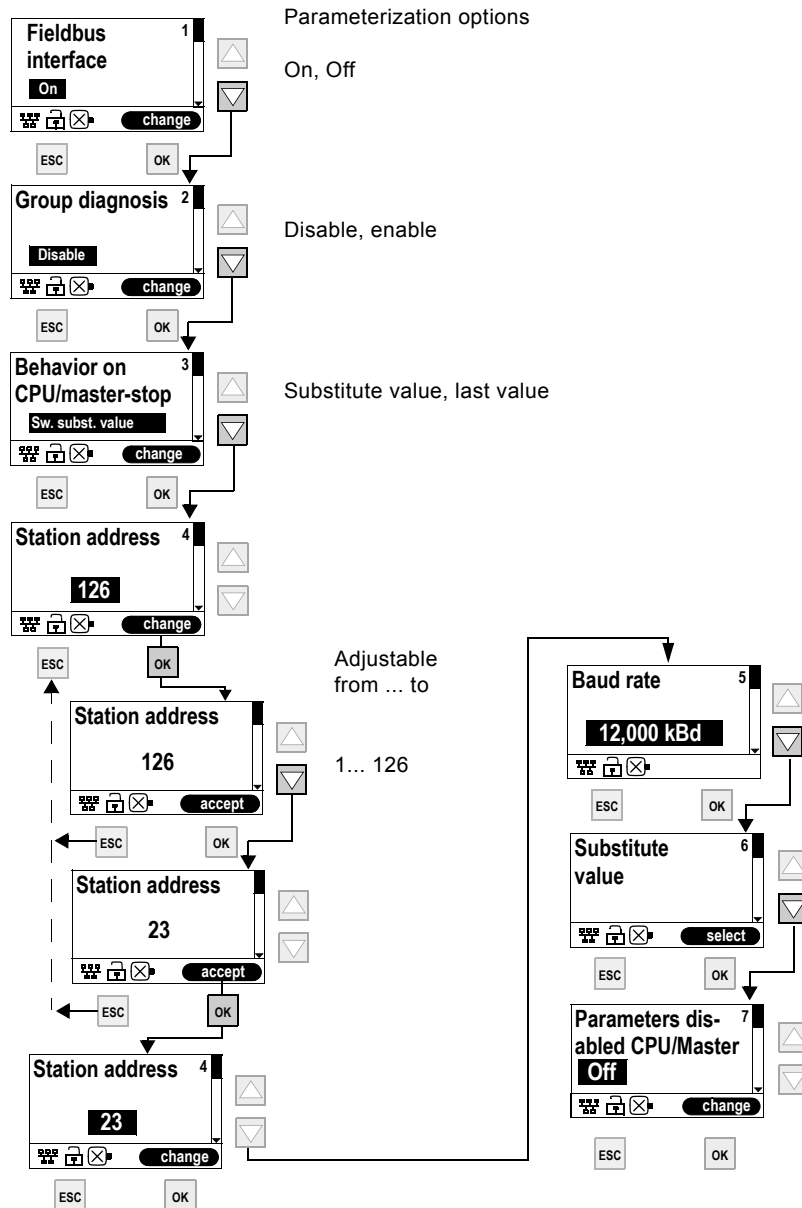 Parameterization options
Fieldbus 1
interface
On, Off
On
change
ESC OK
Group diagnosis 2
Disable, enable
Disable
change
ESC OK
Behavior on 3
CPU/master-stop
Substitute value, last value
Sw. subst. value
change
ESC OK
Station address 4
126
change
ESC OK
Adjustable
from ... to
Station address
126
1... 126
accept
ESC OK
Station address
23
accept
ESC OK
Station address 4
23
change
ESC OK
Baud rate 5
12,000 kBd
ESC OK
Substitute 6
value
select
ESC OK
Parameters dis- 7
abled CPU/Master
Off
change
ESC OK